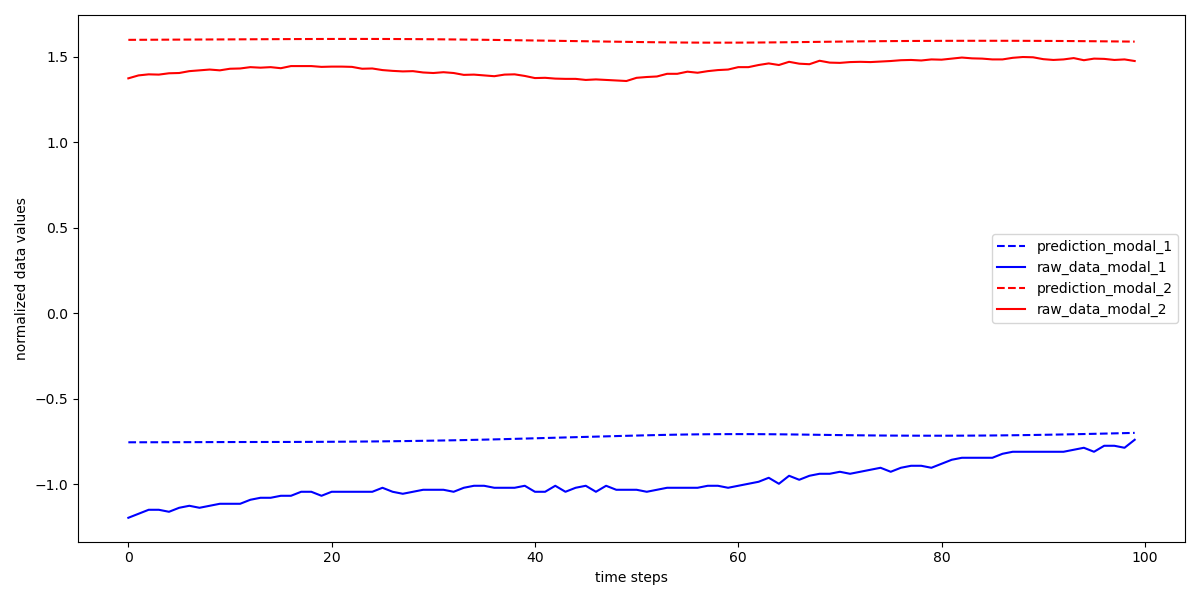 1.5
1.0
0.5
0.0
−0.5
−1.0
normalized data values
prediction_modal_1
raw_data_modal_1
prediction_modal_2
raw_data_modal_2
0 20 40 60 80 100
time steps